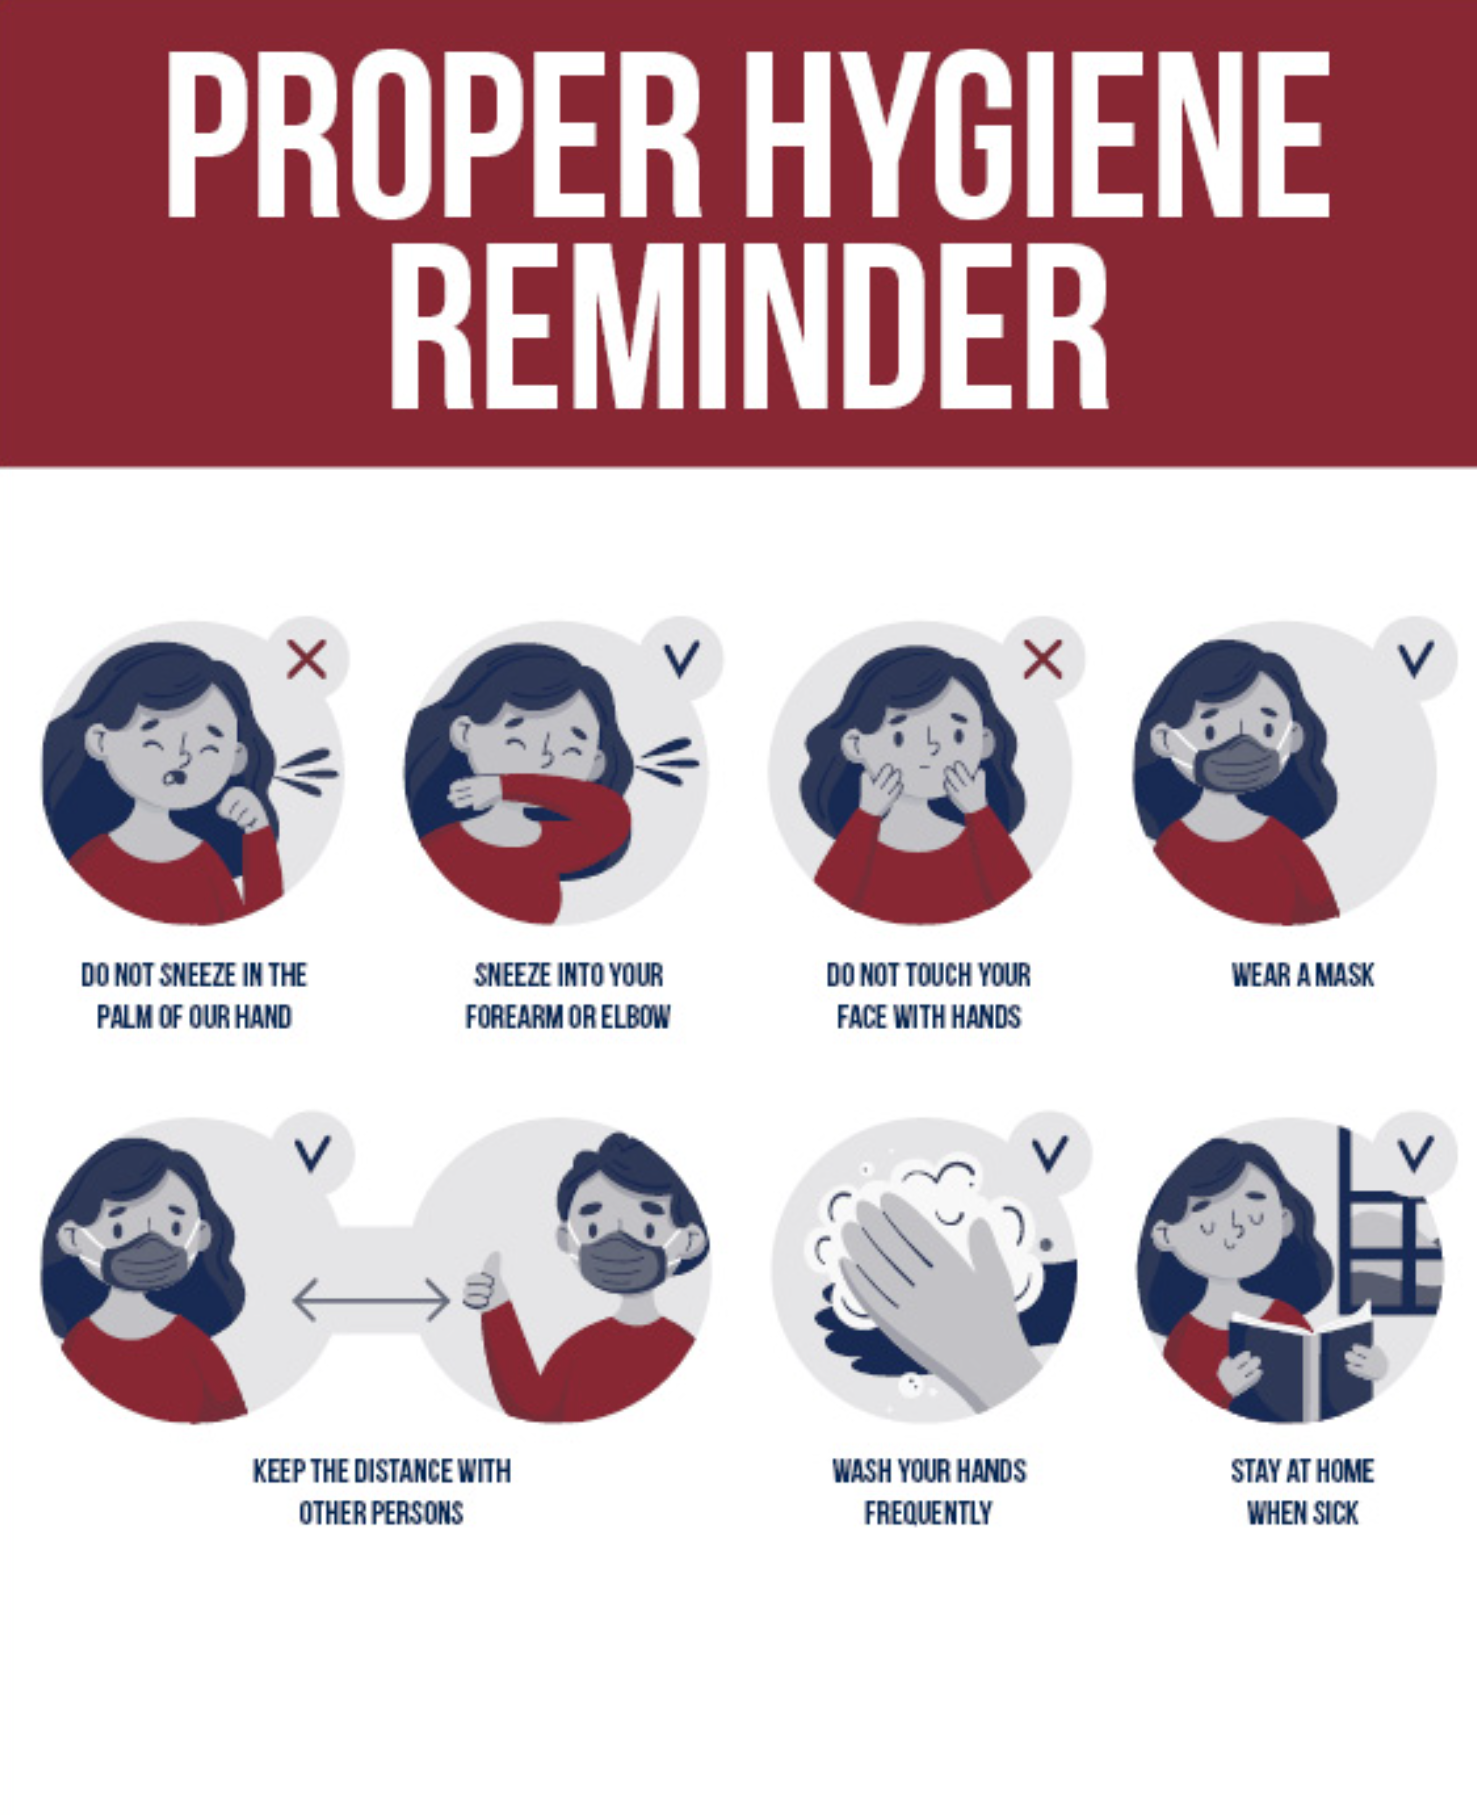 PROPER HYGIENE
REMINDER
DO NOT SNEEZE IN THE
PALM OF OUR HAND
SNEEZE INTO YOUR
FOREARM OR ELBOW
DO NOT TOUCH YOUR
FACE WITH HANDS
WEAR A MASK
KEEP THE DISTANCE WITH
OTHER PERSONS
WASH YOUR HANDS
FREQUENTLY
STAY AT HOME
WHEN SICK